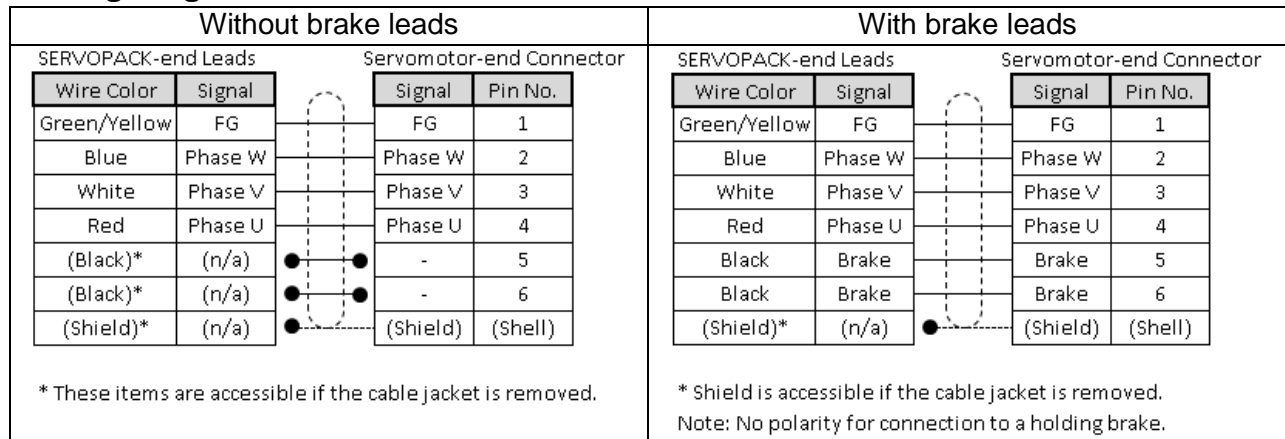 Without brake leads
SERVOPACK-end Leads Servomotor-end Connector
Wire Color Signal Signal Pin No.
Green/Yellow FG FG 1
Blue Phase W Phase W 2
White Phase V Phase V 3
Red Phase U Phase U 4
(Black)* (n/a) - 5
(Black)* (n/a) - 6
(Shield)* (n/a) (Shield) (Shell)
* These items are accessible if the cable jacket is removed.
With brake leads
SERVOPACK-end Leads Servomotor-end Connector
Wire Color Signal Signal Pin No.
Green/Yellow FG FG 1
Blue Phase W Phase W 2
White Phase V Phase V 3
Red Phase U Phase U 4
Black Brake Brake 5
Black Brake Brake 6
(Shield)* (n/a) (Shield) (Shell)
* Shield is accessible if the cable jacket is removed.
Note: No polarity for connection to a holding brake.